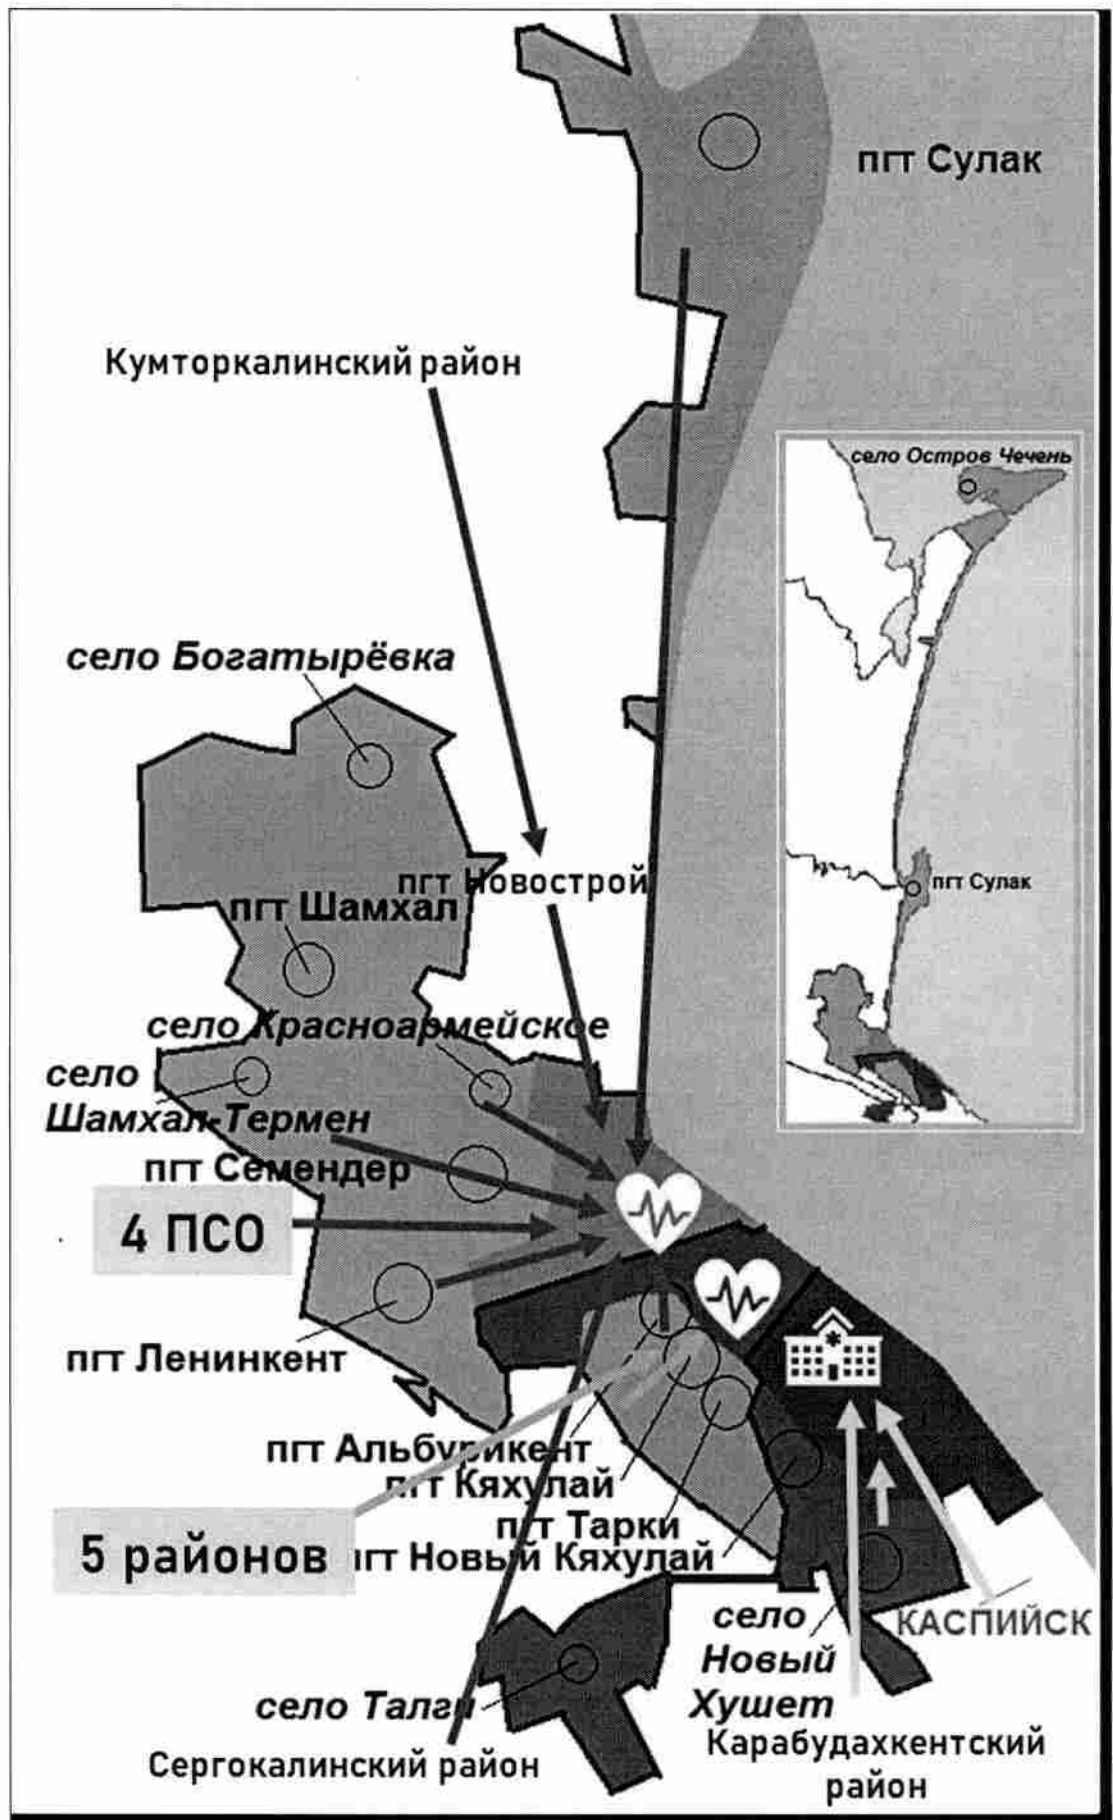 пгт Сулак
Кумторкалинский район
село Остров Чечень
село Богатырёвка
пгт Новострой
пгт Сулак
пгт Шамхал
село Красноармейское
село
Шамхал-Термен
пгт Семендер
4 ПСО
пгт Ленинкент
пгт Альбурикент
пгт Кяхулай
пгт Тарки
5 районов
пгт Новый Кяхулай
село
Новый
Хушет
КАСПИЙСК
село Талги
Карабудахкентский
район
Сергокалинский район